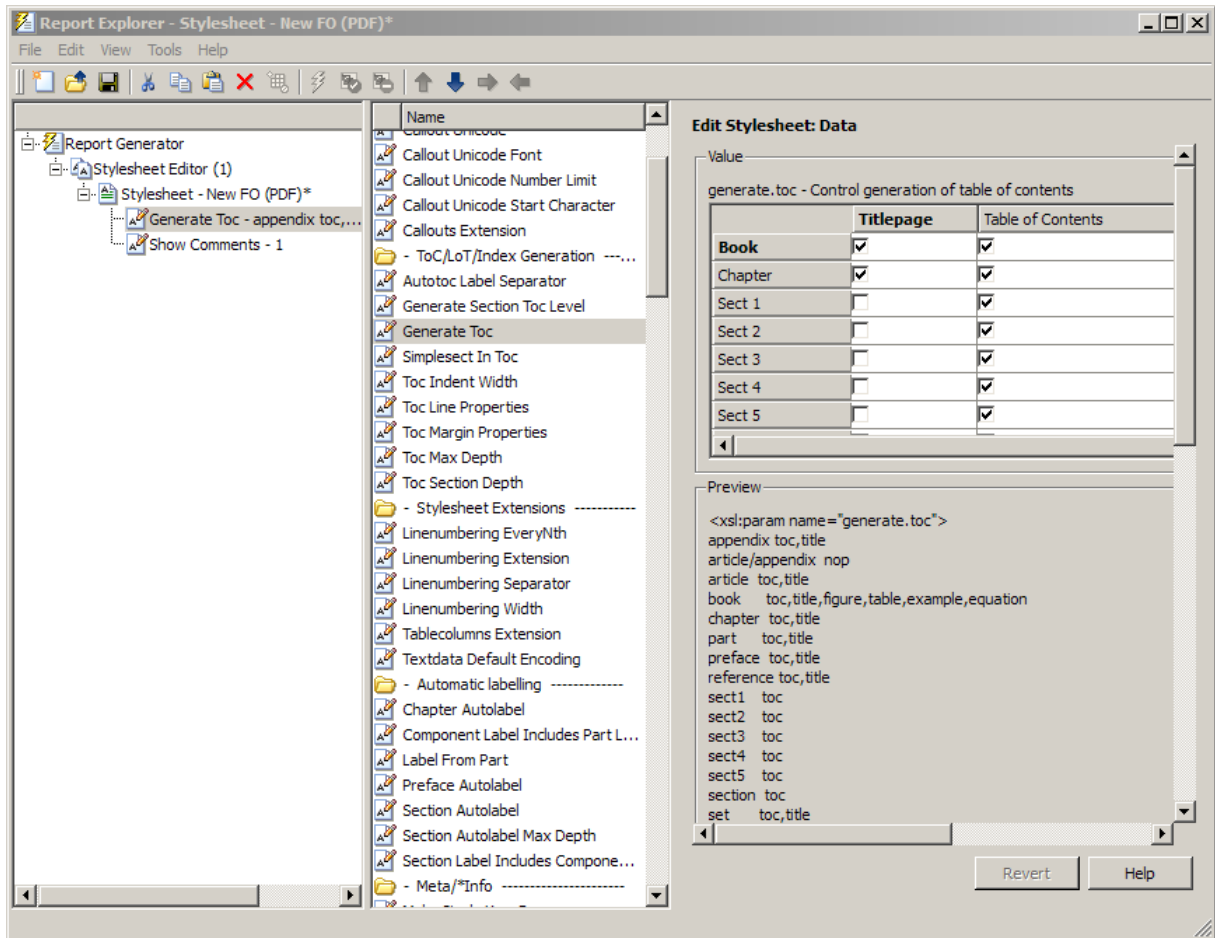 Report Explorer - Stylesheet - New FO (PDF)*
File Edit View Tools Help
Report Generator
Stylesheet Editor (1)
Stylesheet - New FO (PDF)*
Generate Toc - appendix toc,...
Show Comments - 1
Name
Callout Unicode
Callout Unicode Font
Callout Unicode Number Limit
Callout Unicode Start Character
Callouts Extension
- ToC/LoT/Index Generation ---...
Autotoc Label Separator
Generate Section Toc Level
Generate Toc
Simplesect In Toc
Toc Indent Width
Toc Line Properties
Toc Margin Properties
Toc Max Depth
Toc Section Depth
- Stylesheet Extensions -----------
Linenumbering EveryNth
Linenumbering Extension
Linenumbering Separator
Linenumbering Width
Tablecolumns Extension
Textdata Default Encoding
- Automatic labelling -------------
Chapter Autolabel
Component Label Includes Part L...
Label From Part
Preface Autolabel
Section Autolabel
Section Autolabel Max Depth
Section Label Includes Compone...
- Meta/*Info ----------------------
Edit Stylesheet: Data
Value
generate.toc - Control generation of table of contents
Titlepage Table of Contents
Book
Chapter
Sect 1
Sect 2
Sect 3
Sect 4
Sect 5
Preview
<xsl:param name="generate.toc">
appendix toc,title
article/appendix nop
article toc,title
book toc,title,figure,table,example,equation
chapter toc,title
part toc,title
preface toc,title
reference toc,title
sect1 toc
sect2 toc
sect3 toc
sect4 toc
sect5 toc
section toc
set toc,title
Revert Help